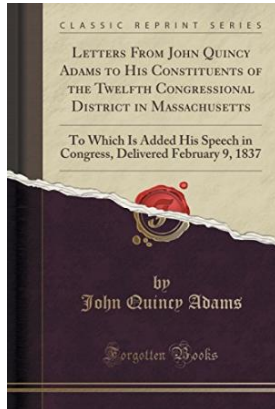 CLASSIC REPRINT SERIES
LETTERS FROM JOHN QUINCY
ADAMS TO HIS CONSTITUENTS OF
THE TWELFTH CONGRESSIONAL
DISTRICT IN MASSACHUSETTS
To Which Is Added His Speech in
Congress, Delivered February 9, 1837
by
John Quincy Adams
Forgotten Books